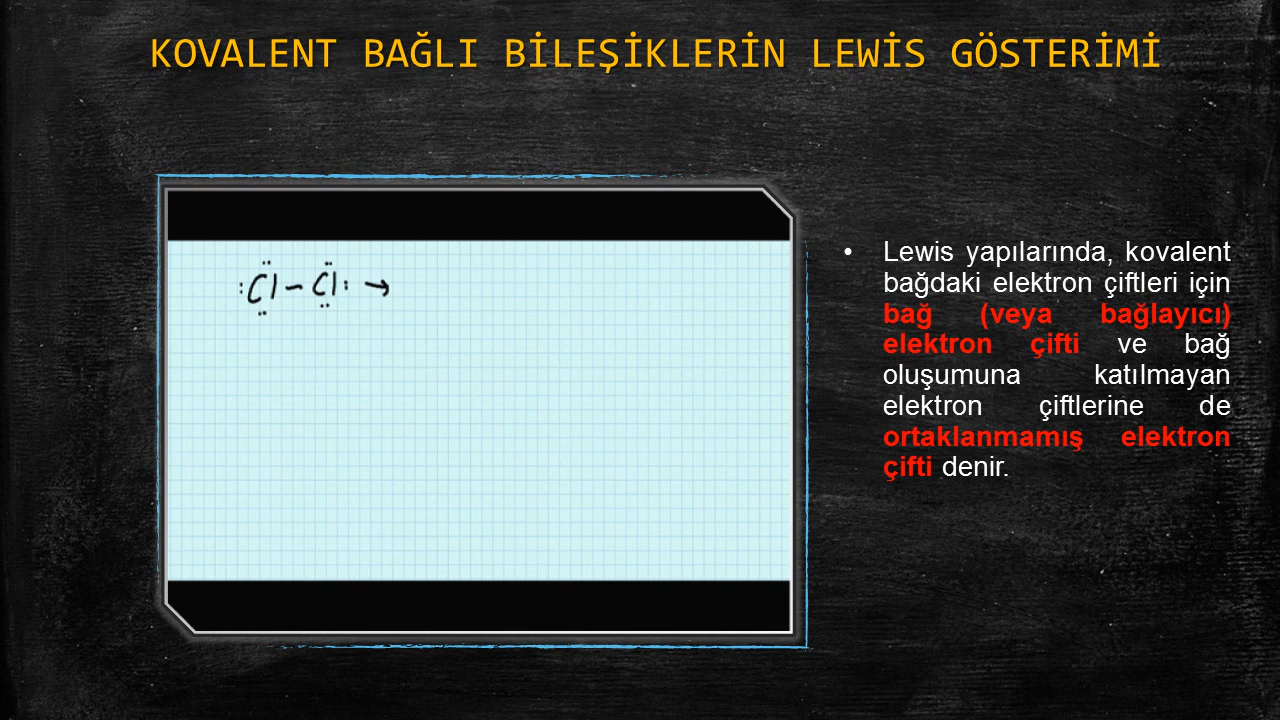 KOVALENT BAĞLI BİLEŞİKLERİN LEWİS GÖSTERİMİ
:C̤̈l – C̤̈l: →
• Lewis yapılarında, kovalent
bağdaki elektron çiftleri için
bağ (veya bağlayıcı)
elektron çifti ve bağ
oluşumuna katılmayan
elektron çiftlerine de
ortaklanmamış elektron
çifti denir.